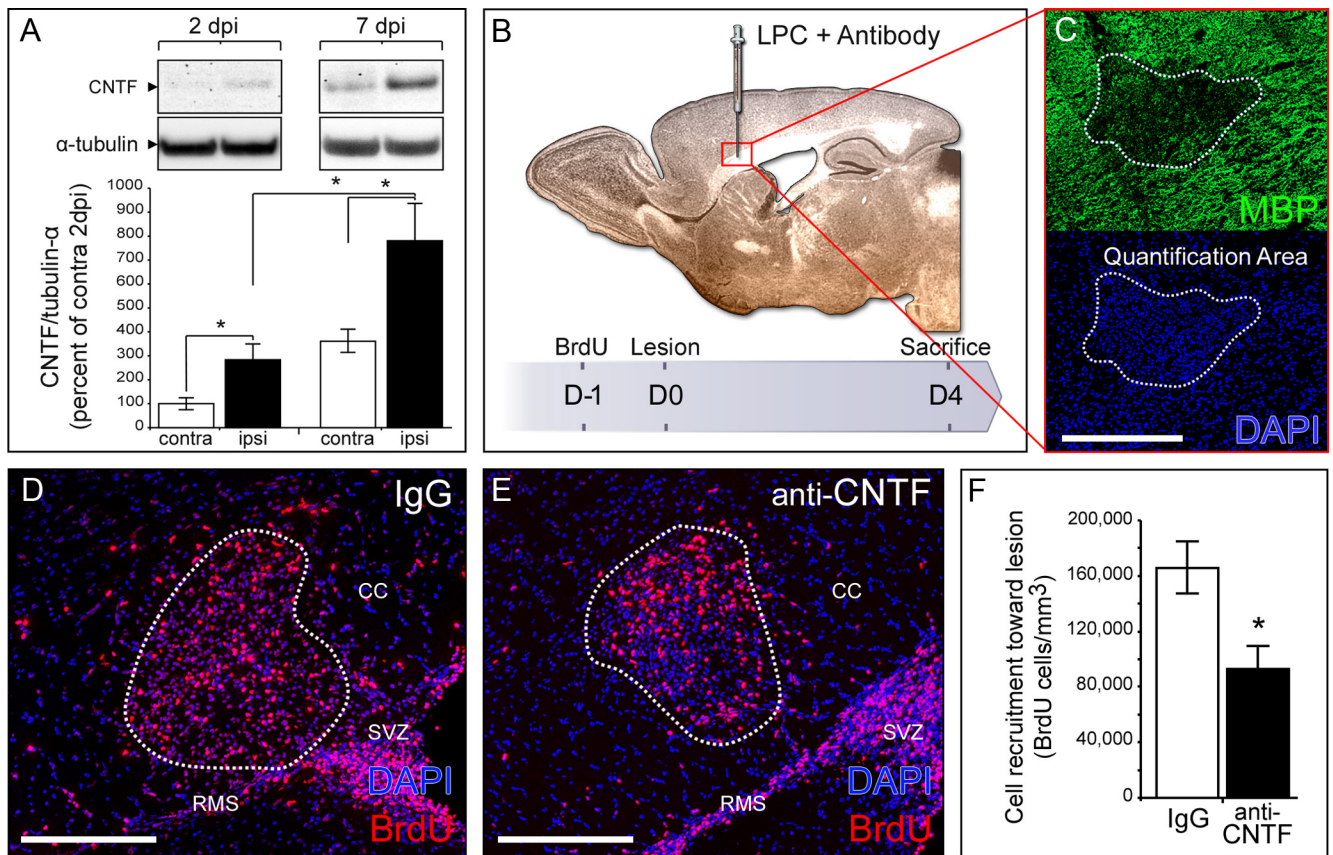 A
2 dpi
7 dpi
CNTF
α-tubulin
CNTF/tubulin-α
(percent of contra 2dpi)
1000
900
800
700
600
500
400
300
200
100
0
*
*
*
contra
ipsi
contra
ipsi
B
LPC + Antibody
BrdU
Lesion
Sacrifice
D-1
D0
D4
C
MBP
Quantification Area
DAPI
D
IgG
CC
SVZ
DAPI
RMS
BrdU
E
anti-CNTF
CC
SVZ
DAPI
RMS
BrdU
F
Cell recruitment toward lesion
(BrdU cells/mm³)
200,000
160,000
120,000
80,000
40,000
0
*
IgG
anti-
CNTF